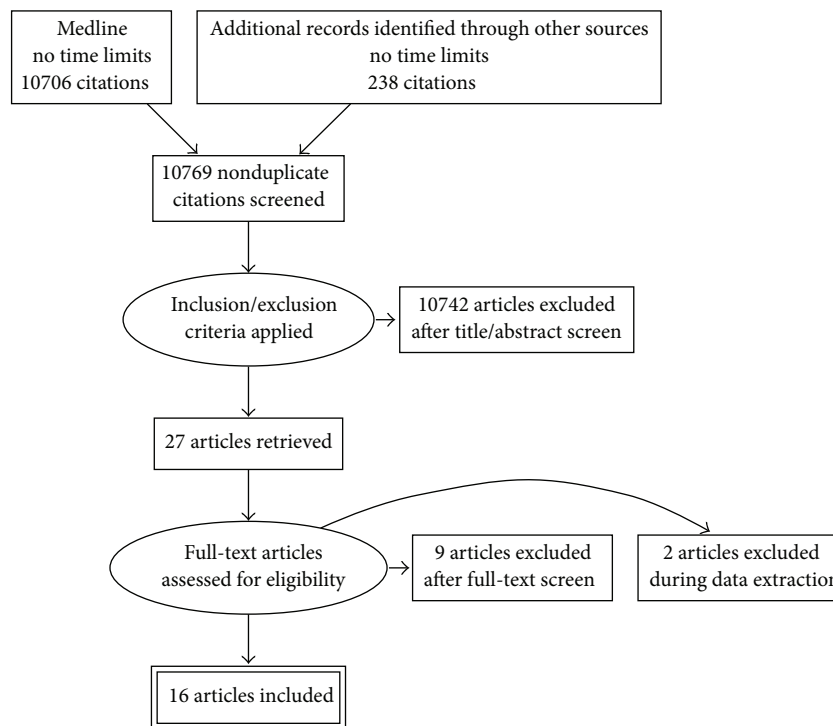 Medline
no time limits
10706 citations
Additional records identified through other sources
no time limits
238 citations
10769 nonduplicate
citations screened
Inclusion/exclusion
criteria applied
10742 articles excluded
after title/abstract screen
27 articles retrieved
Full-text articles
assessed for eligibility
9 articles excluded
after full-text screen
2 articles excluded
during data extraction
16 articles included